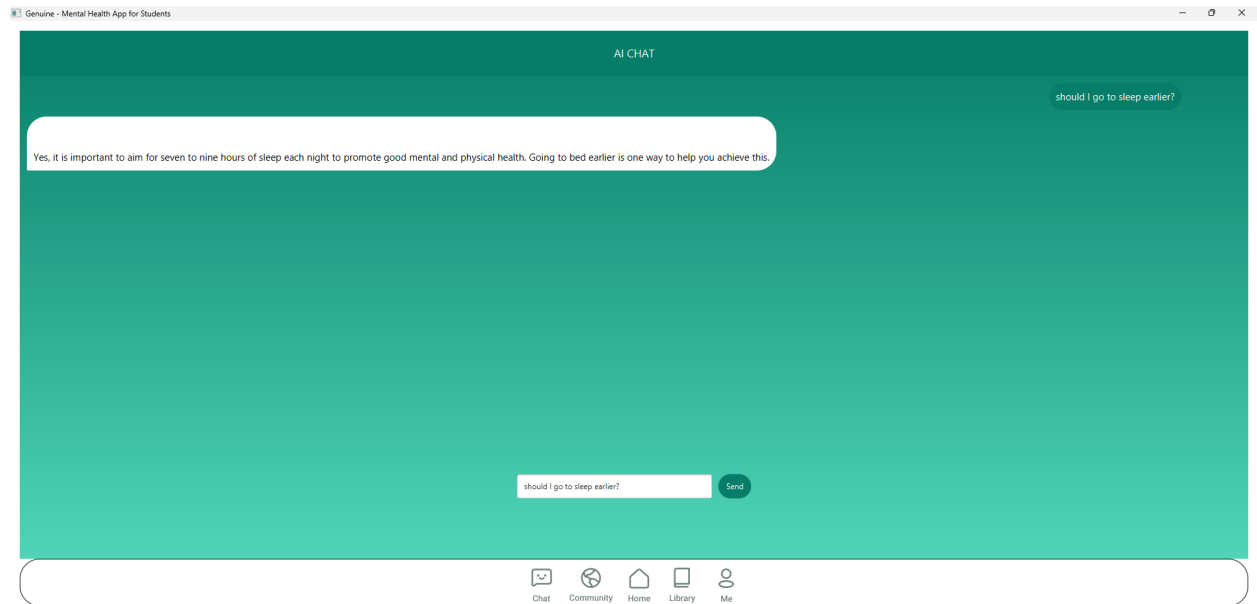 Genuine - Mental Health App for Students
AI CHAT
should I go to sleep earlier?
Yes, it is important to aim for seven to nine hours of sleep each night to promote good mental and physical health. Going to bed earlier is one way to help you achieve this.
should I go to sleep earlier? Send
Chat Community Home Library Me